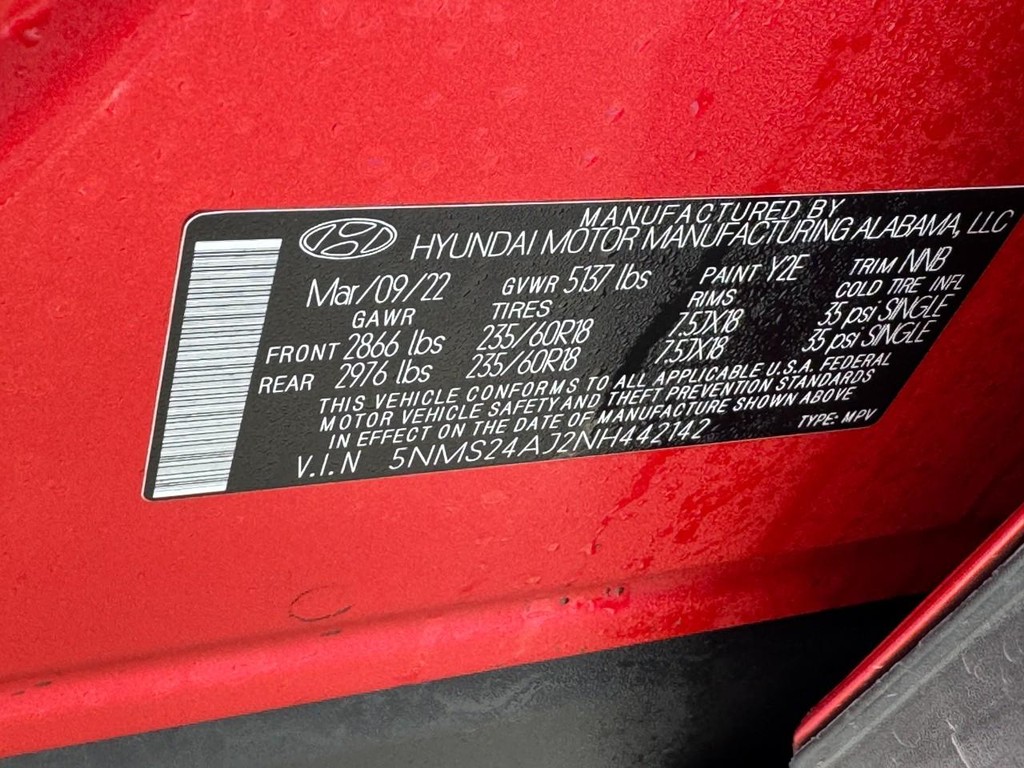 MANUFACTURED BY
HYUNDAI MOTOR MANUFACTURING ALABAMA, LLC
Mar/09/22 GVWR 5137 lbs PAINT Y2E TRIM NNB
GAWR TIRES RIMS COLD TIRE INFL
FRONT 2866 lbs 235/60R18 7.5JX18 35 psi SINGLE
REAR 2976 lbs 235/60R18 7.5JX18 35 psi SINGLE
THIS VEHICLE CONFORMS TO ALL APPLICABLE U.S.A. FEDERAL
MOTOR VEHICLE SAFETY AND THEFT PREVENTION STANDARDS
IN EFFECT ON THE DATE OF MANUFACTURE SHOWN ABOVE
V.I.N 5NMS24AJ2NH442142 TYPE: MPV